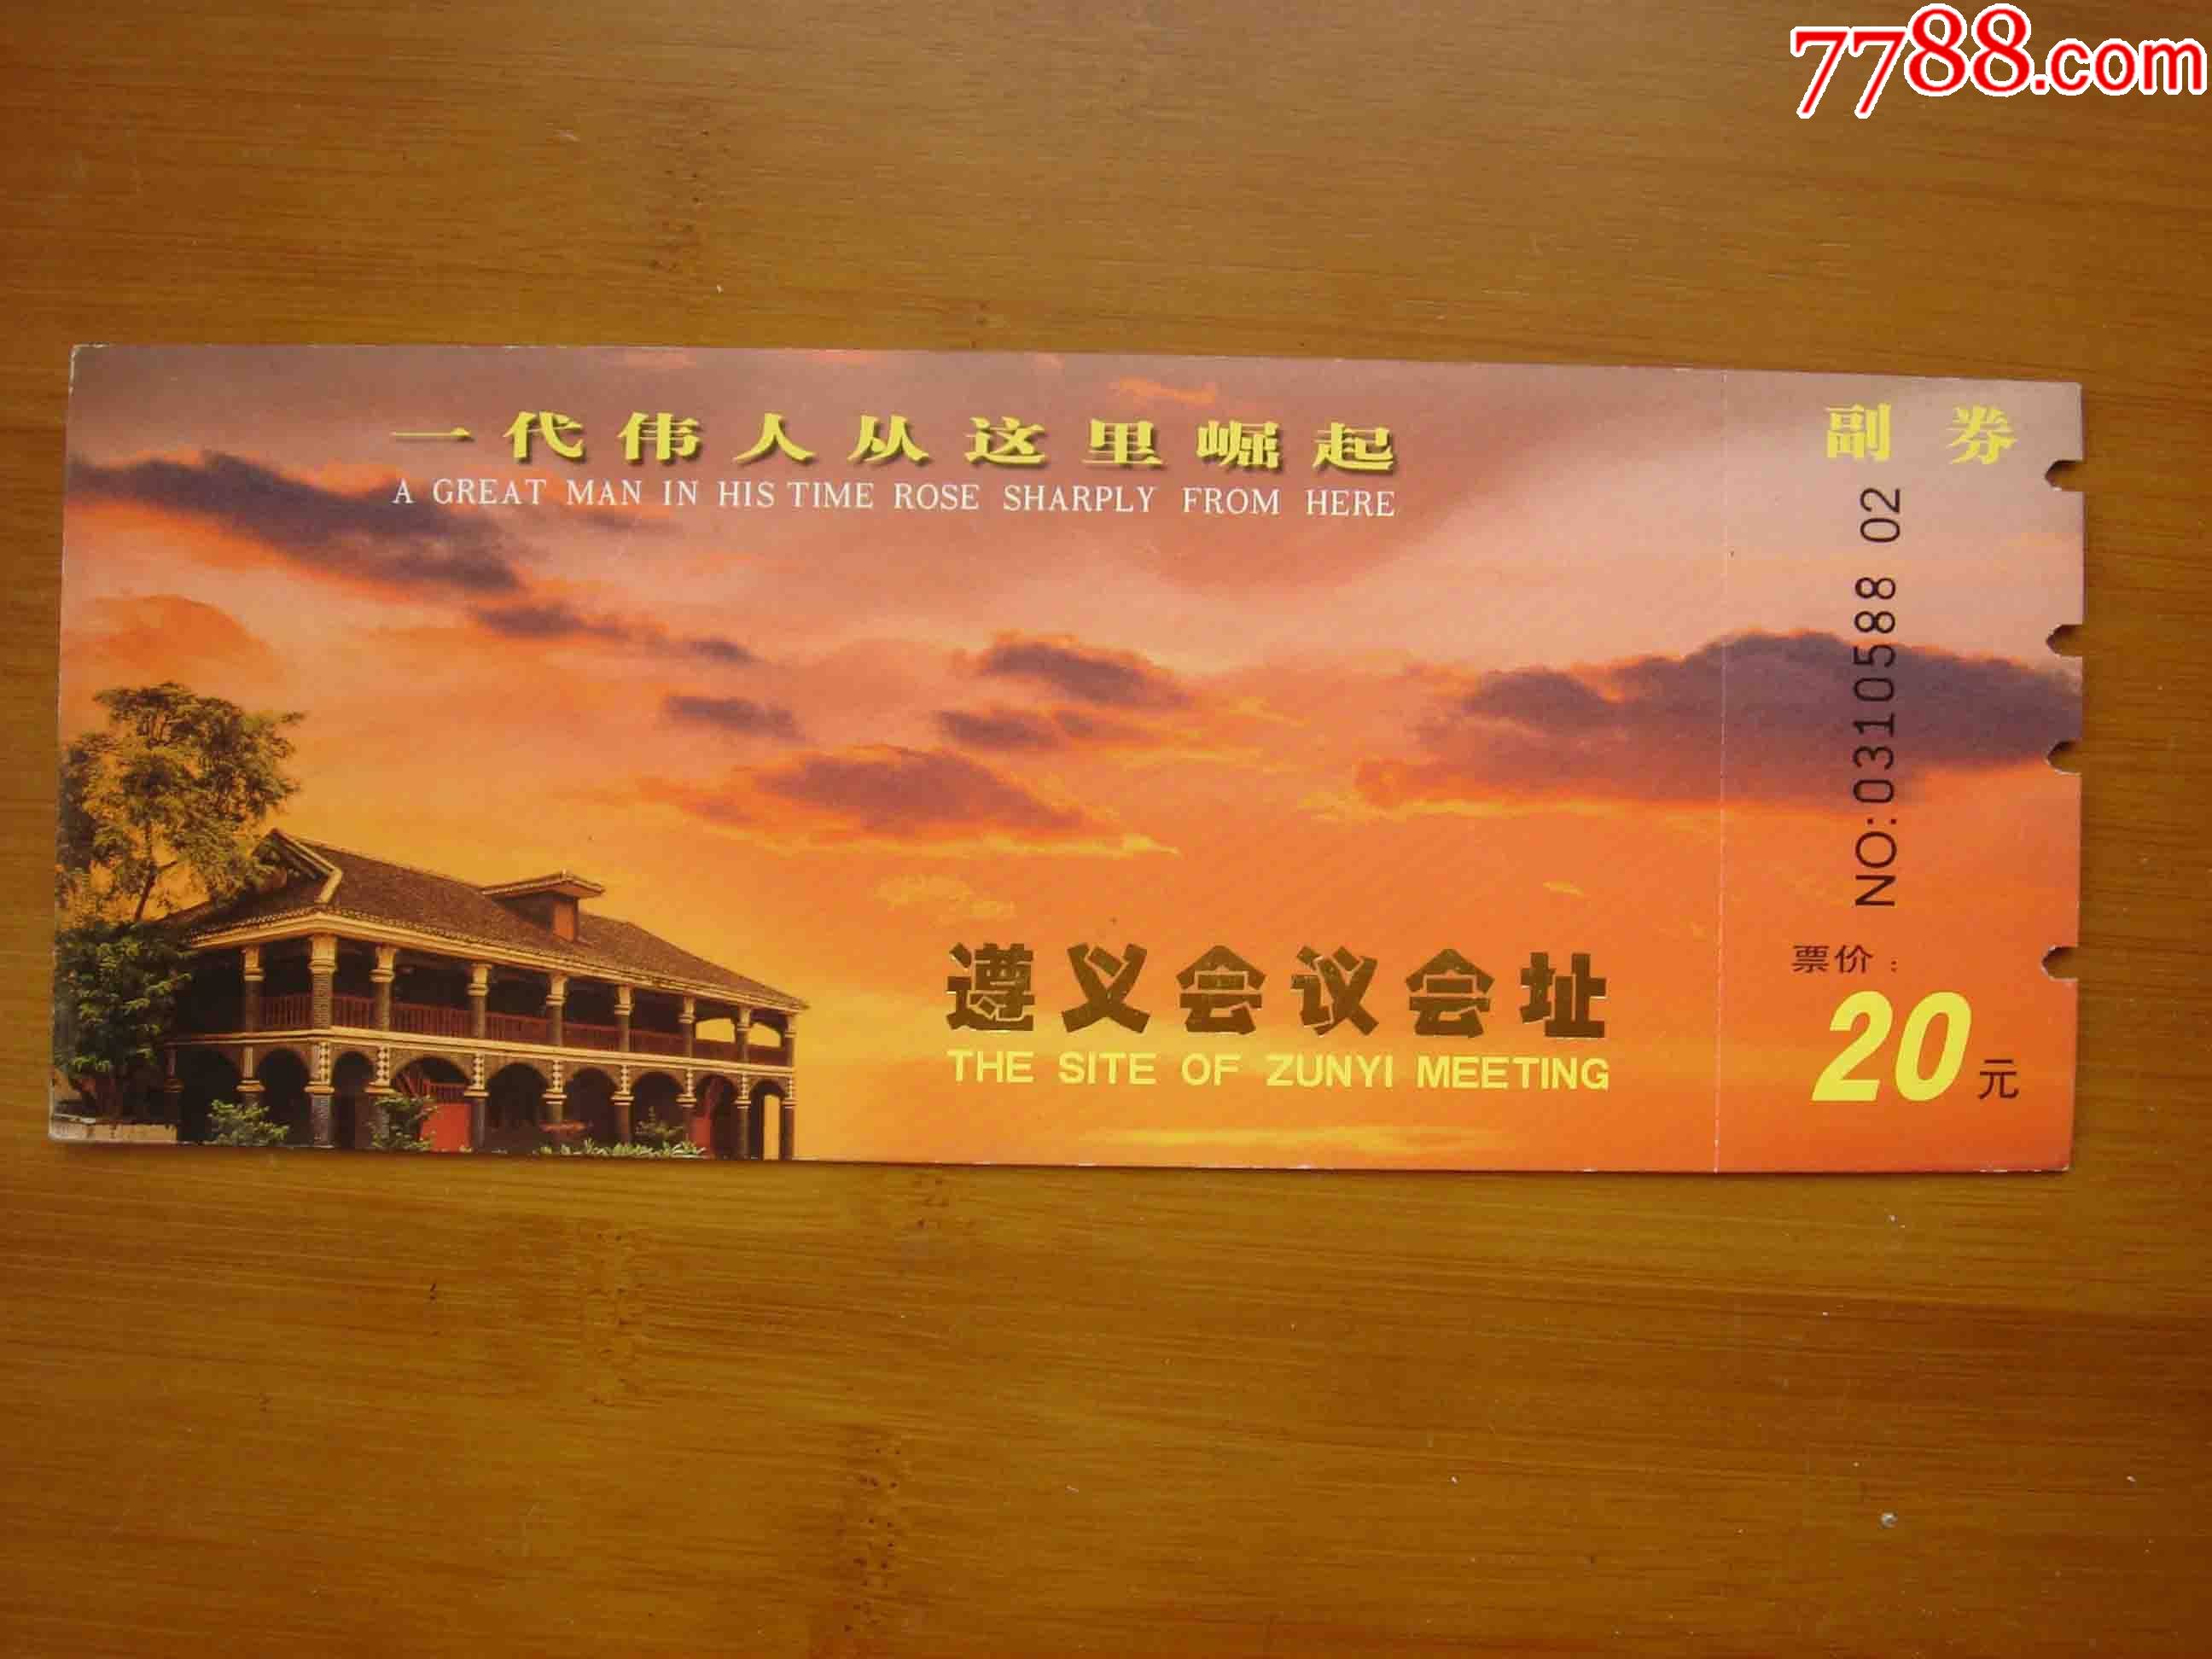 7788.com
一代伟人从这里崛起
A GREAT MAN IN HIS TIME ROSE SHARPLY FROM HERE
遵义会议会址
THE SITE OF ZUNYI MEETING
副券
NO:0310588 02
票价:
20元